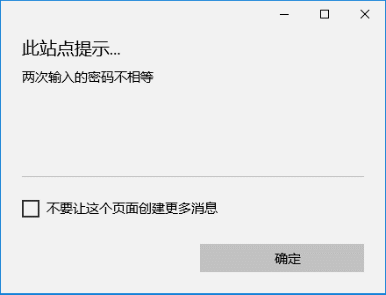 此站点提示...
两次输入的密码不相等
不要让这个页面创建更多消息
确定